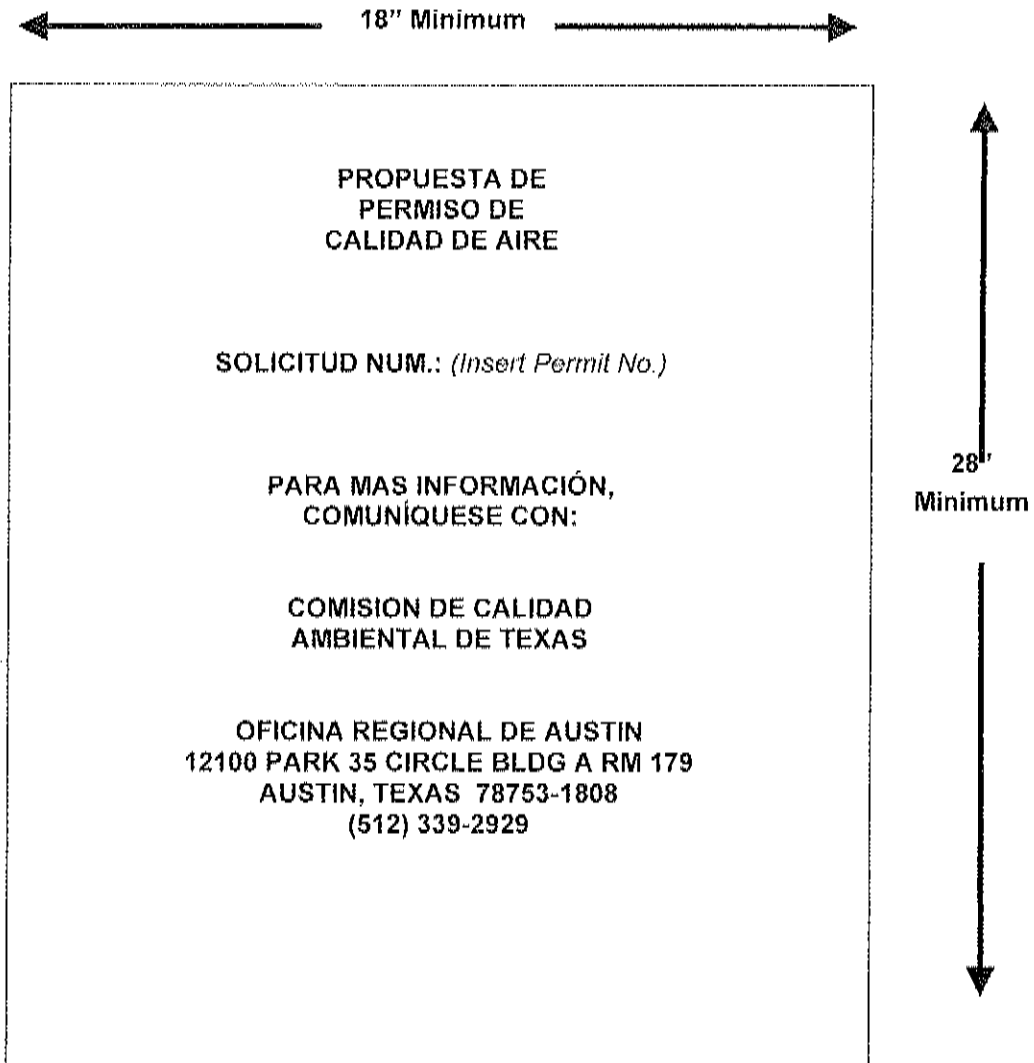 18" Minimum
PROPUESTA DE
PERMISO DE
CALIDAD DE AIRE
SOLICITUD NUM.: (Insert Permit No.)
PARA MAS INFORMACIÓN,
COMUNÍQUESE CON:
28"
Minimum
COMISION DE CALIDAD
AMBIENTAL DE TEXAS
OFICINA REGIONAL DE AUSTIN
12100 PARK 35 CIRCLE BLDG A RM 179
AUSTIN, TEXAS 78753-1808
(512) 339-2929